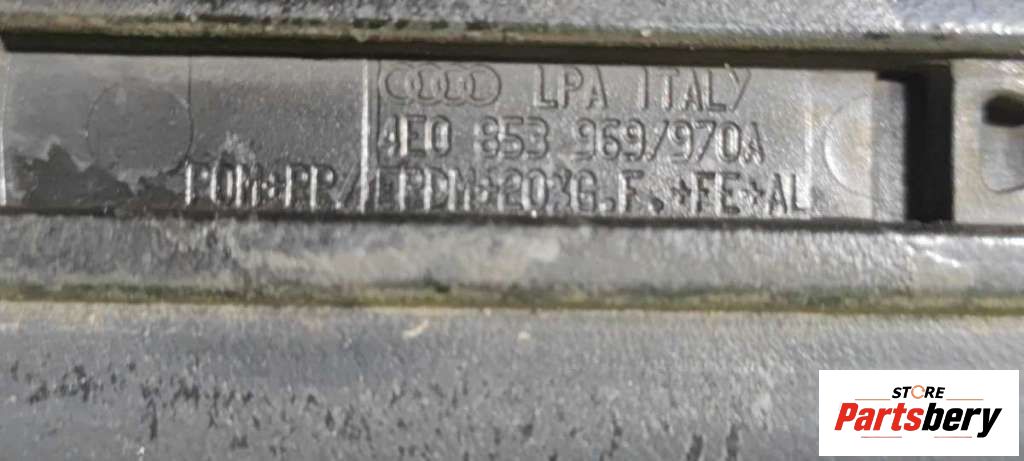 LPA ITALY
4E0 853 969/970A
POM+PP/EPDM+20%G.F.+FE+AL
STORE
Partsbery